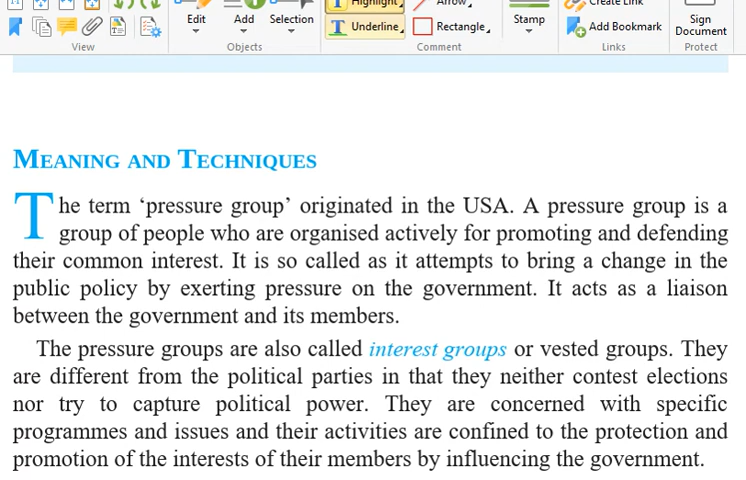 Highlight Arrow Create Link
Edit Add Selection Underline Rectangle Stamp Add Bookmark Sign Document
View Objects Comment Links Protect
MEANING AND TECHNIQUES
The term ‘pressure group’ originated in the USA. A pressure group is a
group of people who are organised actively for promoting and defending
their common interest. It is so called as it attempts to bring a change in the
public policy by exerting pressure on the government. It acts as a liaison
between the government and its members.
The pressure groups are also called interest groups or vested groups. They
are different from the political parties in that they neither contest elections
nor try to capture political power. They are concerned with specific
programmes and issues and their activities are confined to the protection and
promotion of the interests of their members by influencing the government.